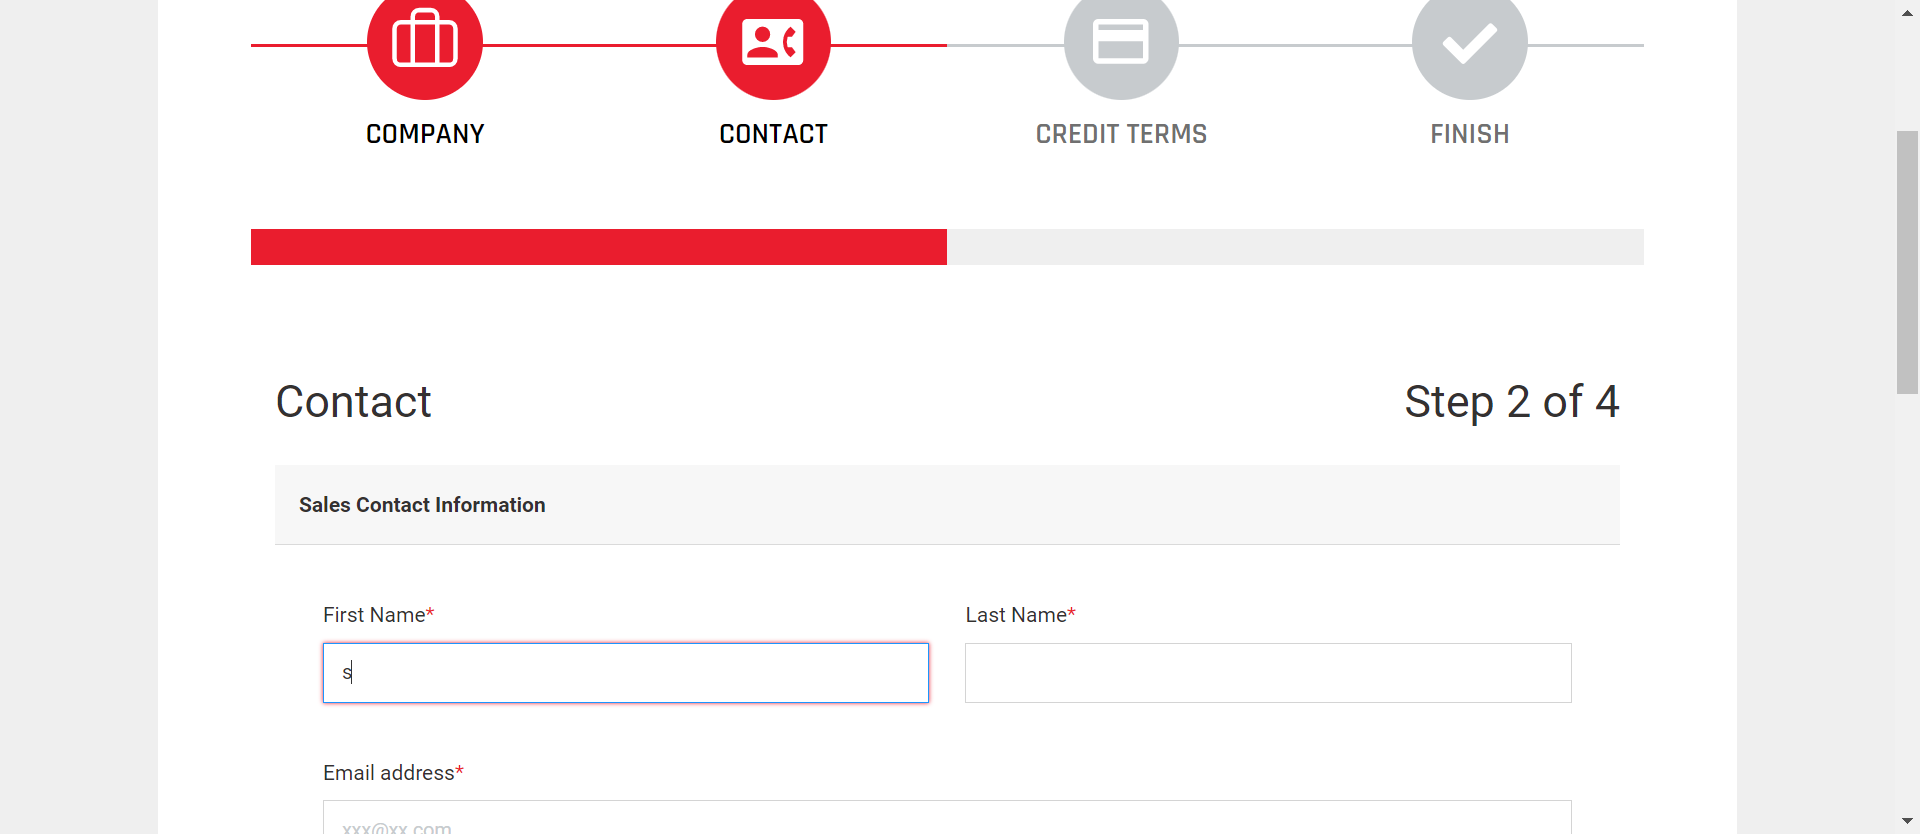 COMPANY CONTACT CREDIT TERMS FINISH
Contact Step 2 of 4
Sales Contact Information
First Name* Last Name*
s
Email address*
xxx@xx.com